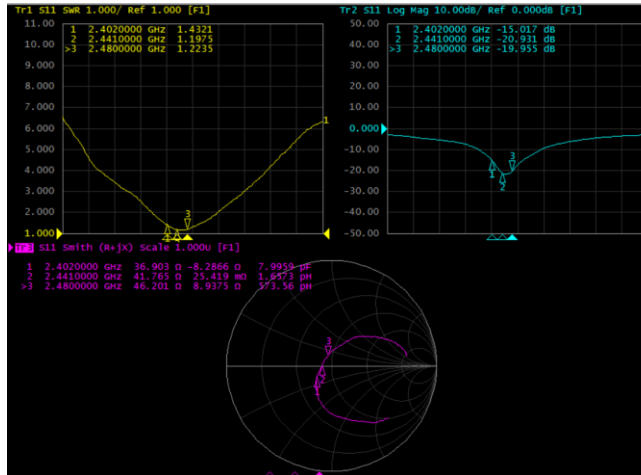 Tr1 S11 SWR 1.000/ Ref 1.000 [F1]
11.00
10.00
9.000
8.000
7.000
6.000
5.000
4.000
3.000
2.000
1.000
1 2.4020000 GHz 1.4321
2 2.4410000 GHz 1.1975
>3 2.4800000 GHz 1.2235
1
3
Tr2 S11 Log Mag 10.00dB/ Ref 0.000dB [F1]
50.00
40.00
30.00
20.00
10.00
0.000
-10.00
-20.00
-30.00
-40.00
-50.00
1 2.4020000 GHz -15.017 dB
2 2.4410000 GHz -20.931 dB
>3 2.4800000 GHz -19.955 dB
3
1
2
Tr3 S11 Smith (R+jX) Scale 1.000U [F1]
1 2.4020000 GHz 36.903 Ω -8.2866 Ω 7.9959 pF
2 2.4410000 GHz 41.765 Ω 25.419 mΩ 1.6573 pH
>3 2.4800000 GHz 46.201 Ω 8.9375 Ω 573.56 pH
3